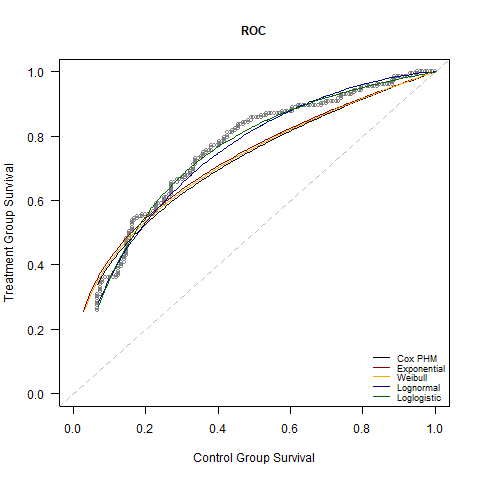 ROC
Treatment Group Survival
1.0
0.8
0.6
0.4
0.2
0.0
Cox PHM
Exponential
Weibull
Lognormal
Loglogistic
0.0 0.2 0.4 0.6 0.8 1.0
Control Group Survival